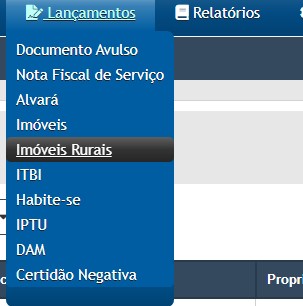 Lançamentos Relatórios
Documento Avulso
Nota Fiscal de Serviço
Alvará
Imóveis
Imóveis Rurais
ITBI
Habite-se
IPTU
DAM
Certidão Negativa